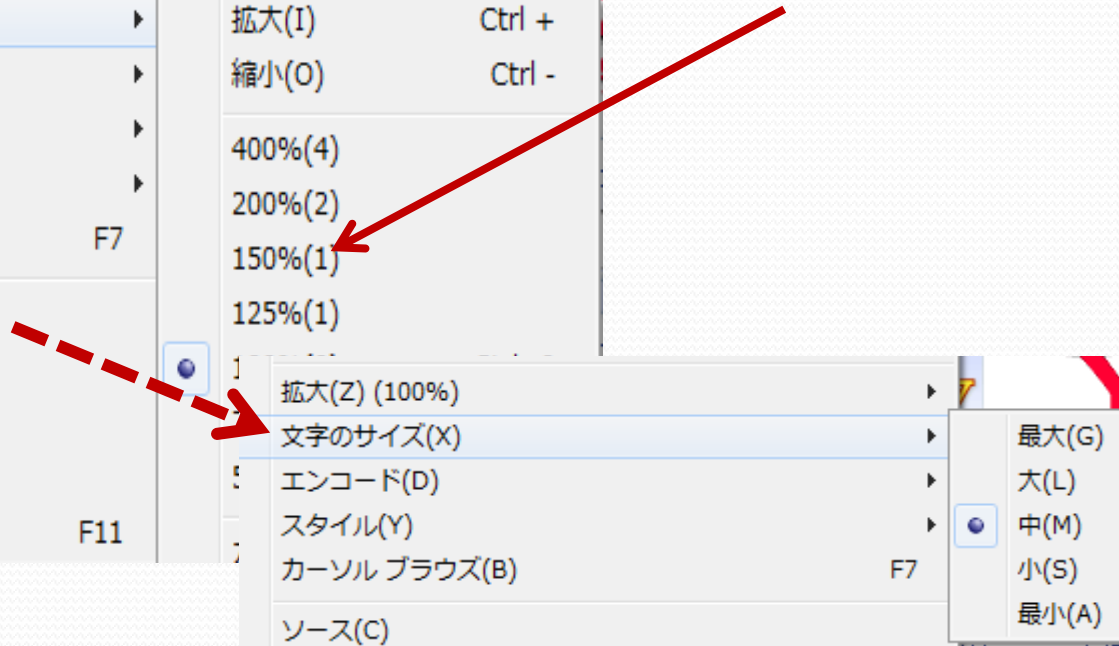 拡大(I) Ctrl +
縮小(O) Ctrl -
400%(4)
200%(2)
F7
150%(1)
125%(1)
F11
拡大(Z) (100%)
文字のサイズ(X)
エンコード(D)
スタイル(Y)
カーソル ブラウズ(B) F7
ソース(C)
最大(G)
大(L)
中(M)
小(S)
最小(A)